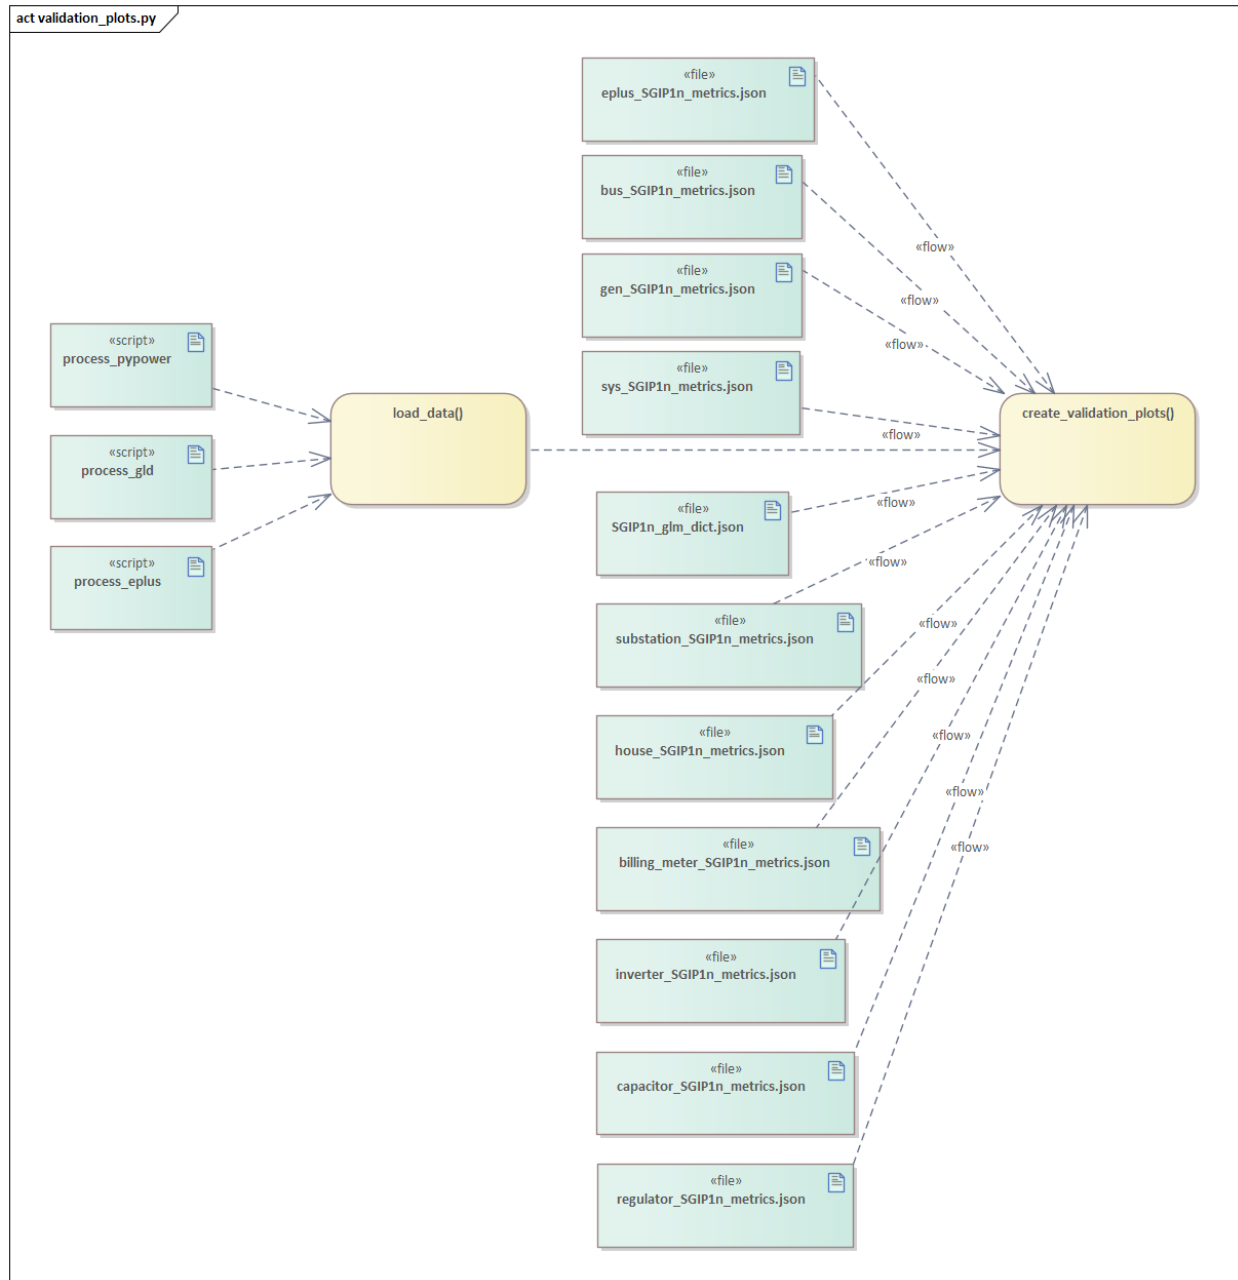 act validation_plots.py
«file»
eplus_SGIP1n_metrics.json
«file»
bus_SGIP1n_metrics.json
«flow»
«file»
gen_SGIP1n_metrics.json
«flow»
«script»
process_pypower
«flow»
«file»
sys_SGIP1n_metrics.json
load_data()
create_validation_plots()
«flow»
«script»
process_gld
«file»
SGIP1n_glm_dict.json
«flow»
«script»
process_eplus
«flow»
«file»
substation_SGIP1n_metrics.json
«flow»
«flow»
«file»
house_SGIP1n_metrics.json
«flow»
«flow»
«file»
billing_meter_SGIP1n_metrics.json
«flow»
«file»
inverter_SGIP1n_metrics.json
«file»
capacitor_SGIP1n_metrics.json
«file»
regulator_SGIP1n_metrics.json